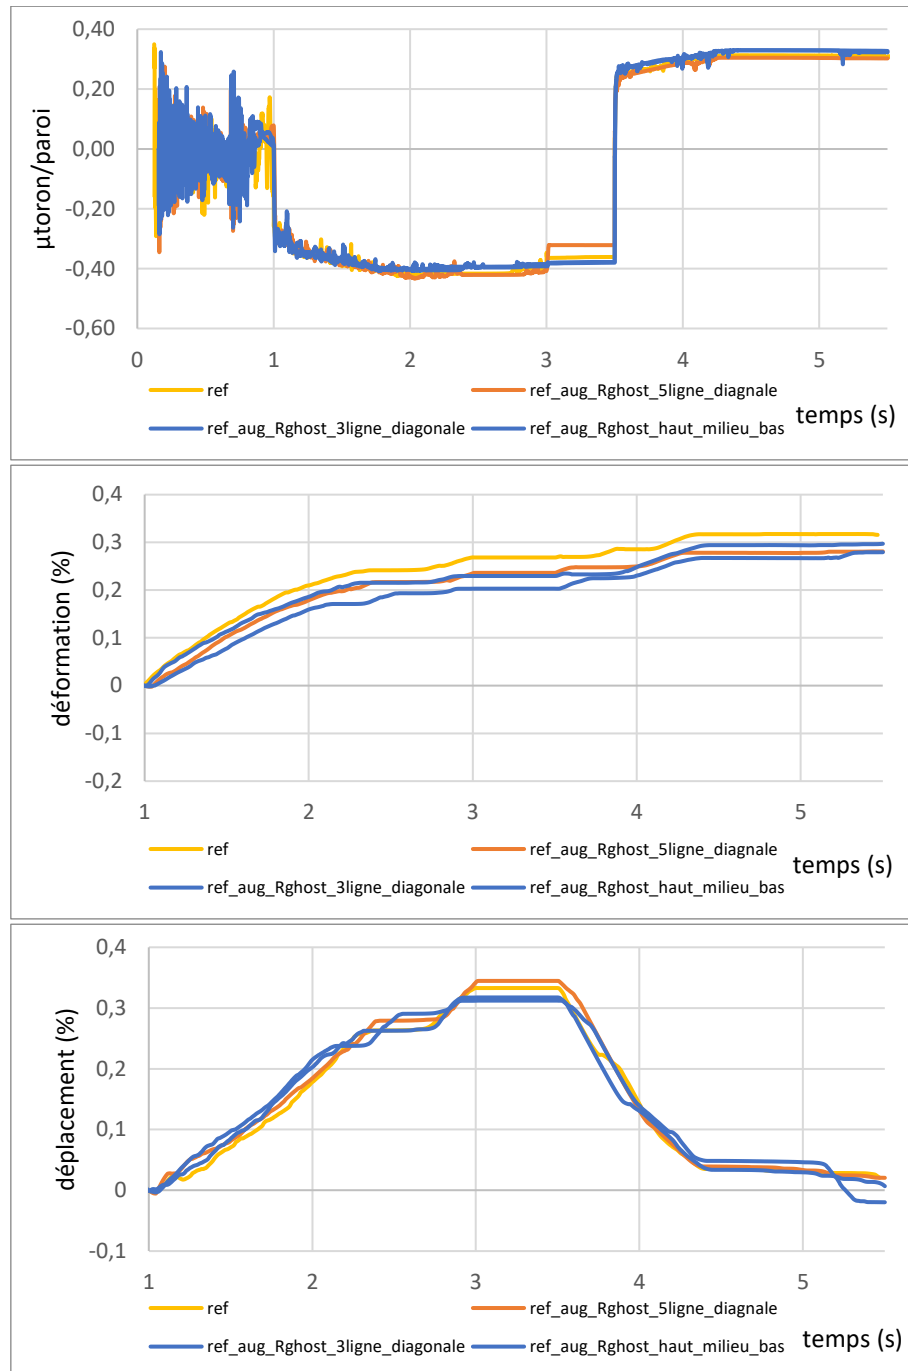 0,40
0,20
0,00
-0,20
-0,40
-0,60
µtoron/paroi
0 1 2 3 4 5
temps (s)
ref ref_aug_Rghost_5ligne_diagnale
ref_aug_Rghost_3ligne_diagonale ref_aug_Rghost_haut_milieu_bas
0,4
0,3
0,2
0,1
0
-0,1
-0,2
déformation (%)
1 2 3 4 5
temps (s)
ref ref_aug_Rghost_5ligne_diagnale
ref_aug_Rghost_3ligne_diagonale ref_aug_Rghost_haut_milieu_bas
0,4
0,3
0,2
0,1
0
-0,1
déplacement (%)
1 2 3 4 5
temps (s)
ref ref_aug_Rghost_5ligne_diagnale
ref_aug_Rghost_3ligne_diagonale ref_aug_Rghost_haut_milieu_bas